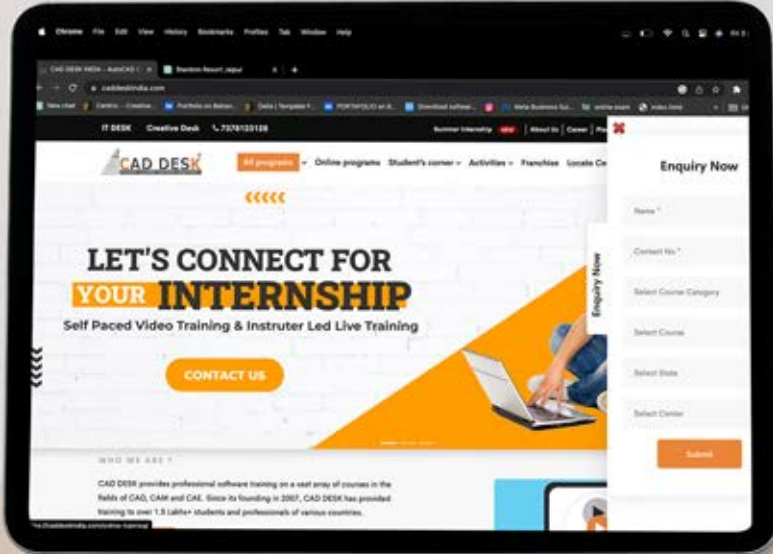 Chrome File Edit View History Bookmarks Profiles Tab Window Help
CAD DESK INDIA - AutoCAD |
caddeskindia.com
New chat
IT DESK Creative Desk 7378123128
Summer Internship NEW About Us Career
CAD DESK
All programs Online programs Student's corner Activities Franchise Locate
LET'S CONNECT FOR
YOUR INTERNSHIP
Self Paced Video Training & Instruter Led Live Training
CONTACT US
WHO WE ARE ?
CAD DESK provides professional software training on a vast array of courses in the
fields of CAD, CAM and CAE. Since its founding in 2007, CAD DESK has provided
training to over 1.5 Lakhs+ students and professionals of various countries.
Enquiry Now
Enquiry Now
Name *
Contact No *
Select Course Category
Select Course
Select State
Select Center
Submit